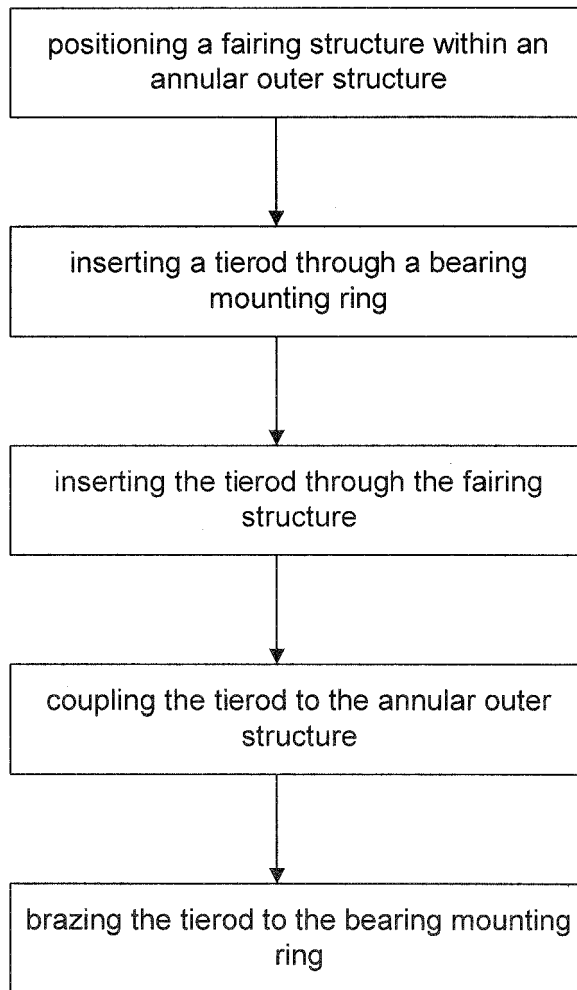 positioning a fairing structure within an
annular outer structure
inserting a tierod through a bearing
mounting ring
inserting the tierod through the fairing
structure
coupling the tierod to the annular outer
structure
brazing the tierod to the bearing mounting
ring